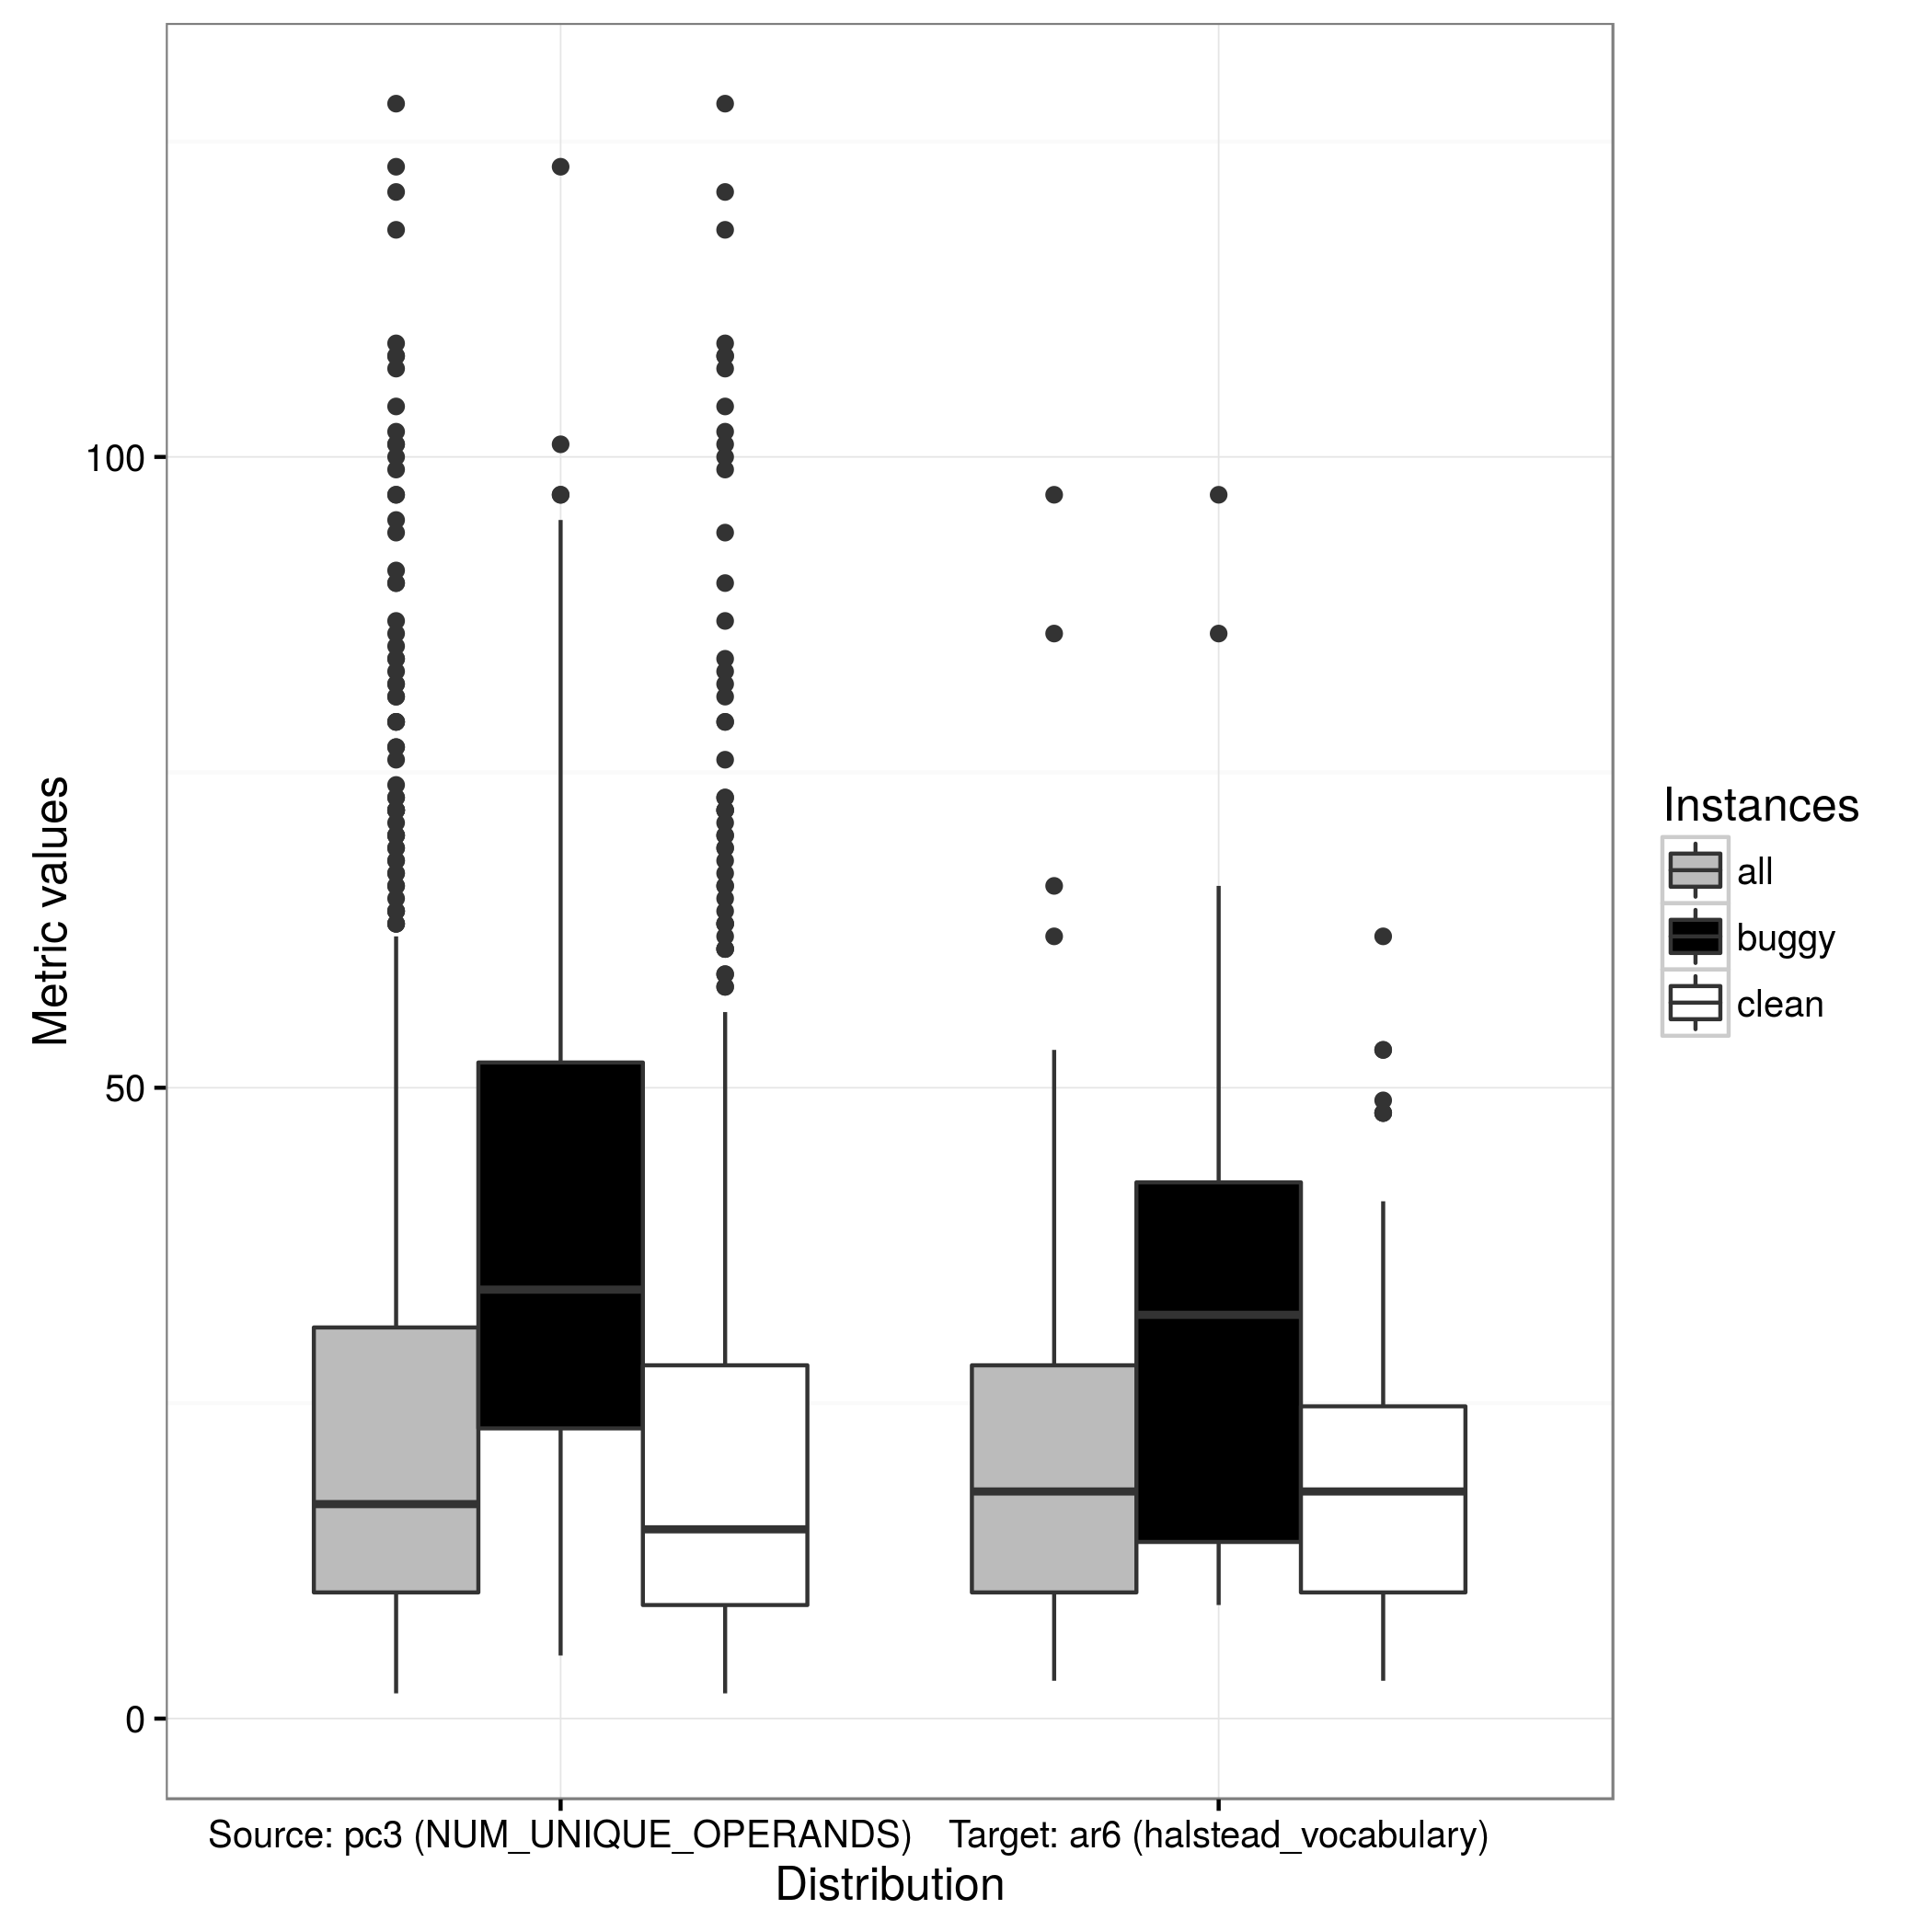 Metric values
100
50
0
Source: pc3 (NUM_UNIQUE_OPERANDS)
Target: ar6 (halstead_vocabulary)
Distribution
Instances
all
buggy
clean